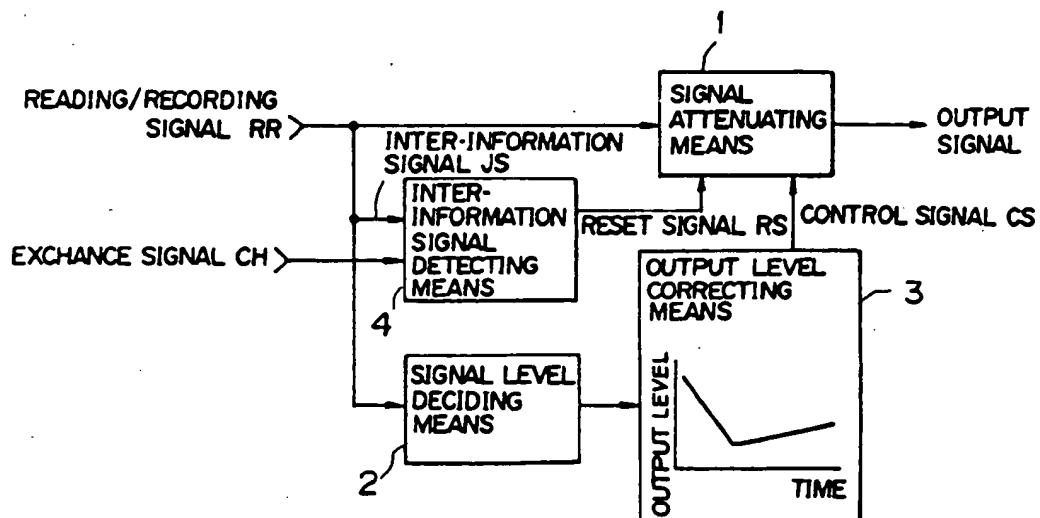 1
READING/RECORDING
SIGNAL RR
SIGNAL
ATTENUATING
MEANS
OUTPUT
SIGNAL
INTER-INFORMATION
SIGNAL JS
INTER-
INFORMATION
SIGNAL
DETECTING
MEANS
4
RESET SIGNAL RS
CONTROL SIGNAL CS
EXCHANCE SIGNAL CH
OUTPUT LEVEL
CORRECTING
MEANS
3
SIGNAL LEVEL
DECIDING
MEANS
2
OUTPUT LEVEL
TIME